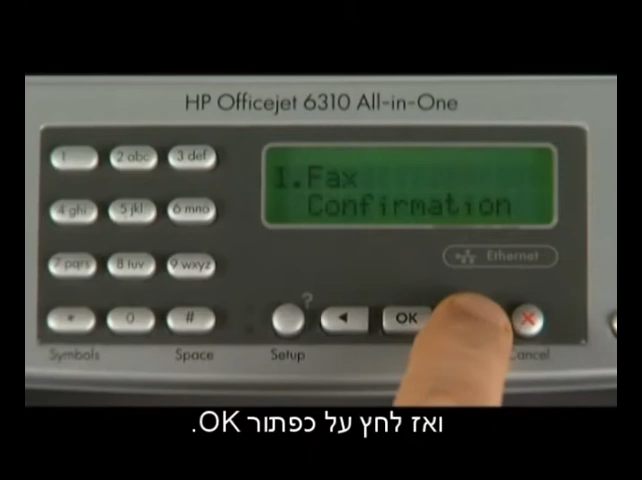 HP Officejet 6310 All-in-One
1
2 abc
3 def
4 ghi
5 jkl
6 mno
7 pqrs
8 tuv
9 wxyz
*
0
#
Symbols
Space
1.Fax
Confirmation
Ethernet
?
OK
Setup
Cancel
ואז לחץ על כפתור OK.